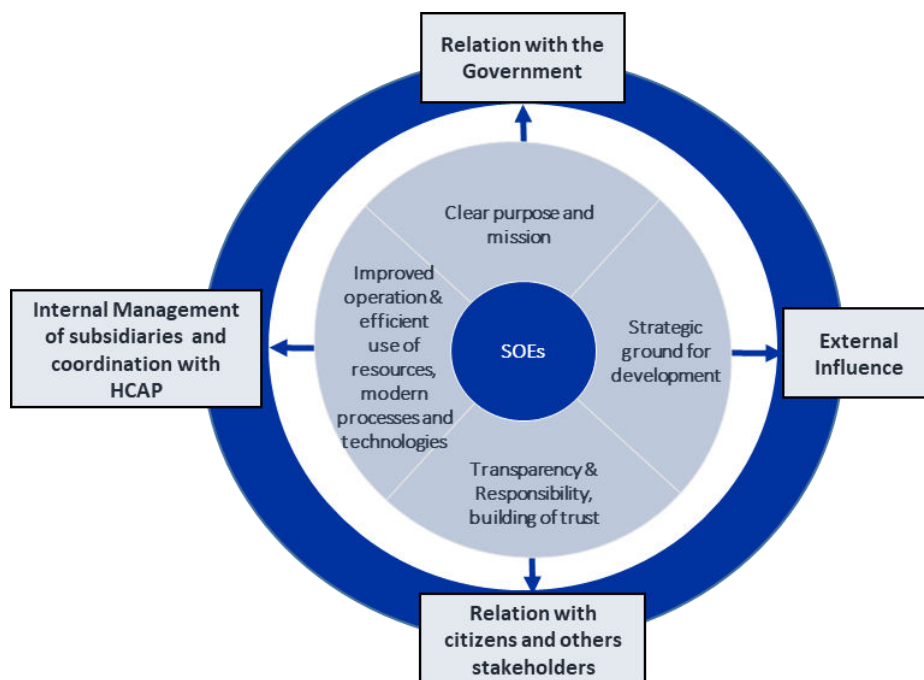 Relation with the
Government
Clear purpose and
mission
Improved
operation &
efficient
use of
resources,
modern
processes and
technologies
Internal Management
of subsidiaries and
coordination with
HCAP
SOEs
Strategic
ground for
development
External
Influence
Transparency &
Responsibility,
building of trust
Relation with
citizens and others
stakeholders